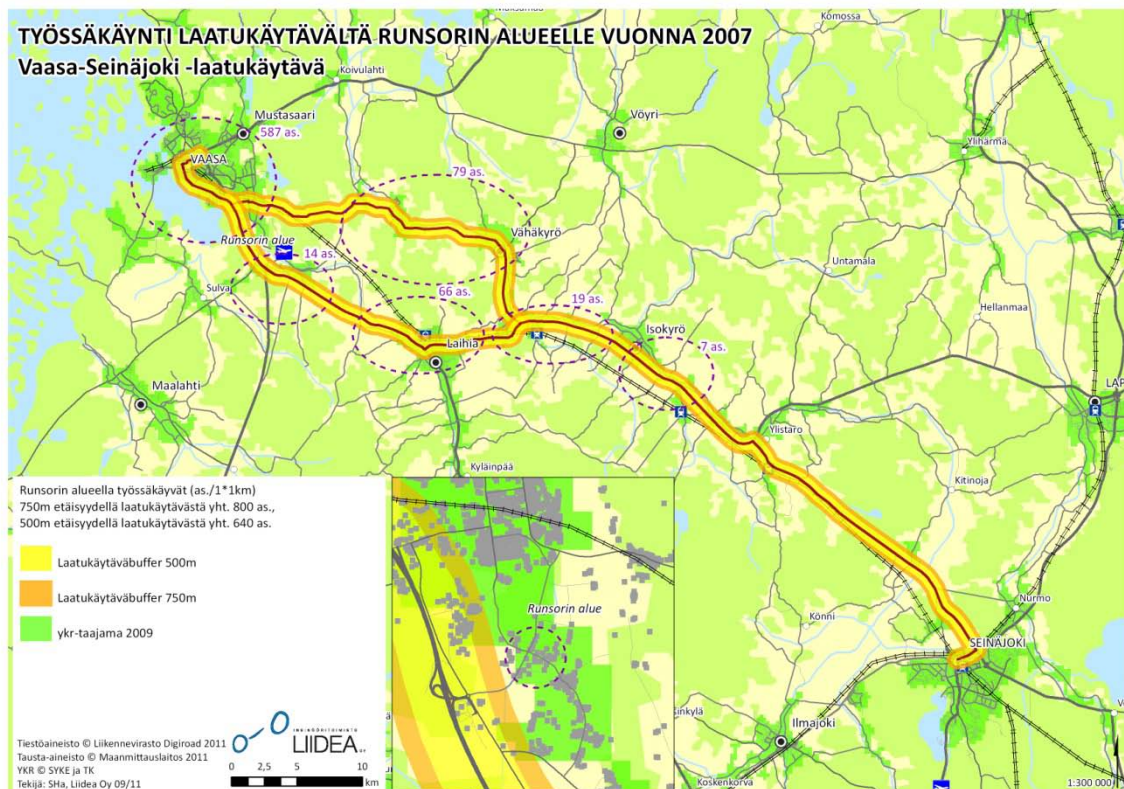 TYÖSSÄKÄYNTI LAATUKÄYTÄVÄLTÄ RUNSORIN ALUEELLE VUONNA 2007
Vaasa-Seinäjoki -laatukäytävä
Komossa
Koivulahti
Mustasaari
587 as.
Vöyri
Ylihärmä
VAASA
79 as.
Vähäkyrö
Runsorin alue
14 as.
Untamala
Sulva
66 as.
19 as.
Hellanmaa
Isokyrö
Laihia
7 as.
Maalahti
LAP
Ylistaro
Kyläinpää
Kitinoja
Runsorin alueella työssäkäyvät (as./1*1km)
750m etäisyydellä laatukäytävästä yht. 800 as.,
500m etäisyydellä laatukäytävästä yht. 640 as.
Laatukäytäväbuffer 500m
Laatukäytäväbuffer 750m
ykr-taajama 2009
Runsorin alue
Nurmo
Könni
SEINÄJOKI
Ilmajoki
Koskenkorva
INSINÖÖRITOIMISTO
LIIDEA
Tiestöaineisto © Liikennevirasto Digiroad 2011
Tausta-aineisto © Maanmittauslaitos 2011
YKR © SYKE ja TK
Tekijä: SHa, Liidea Oy 09/11
0 2,5 5 10
km
1:300 000